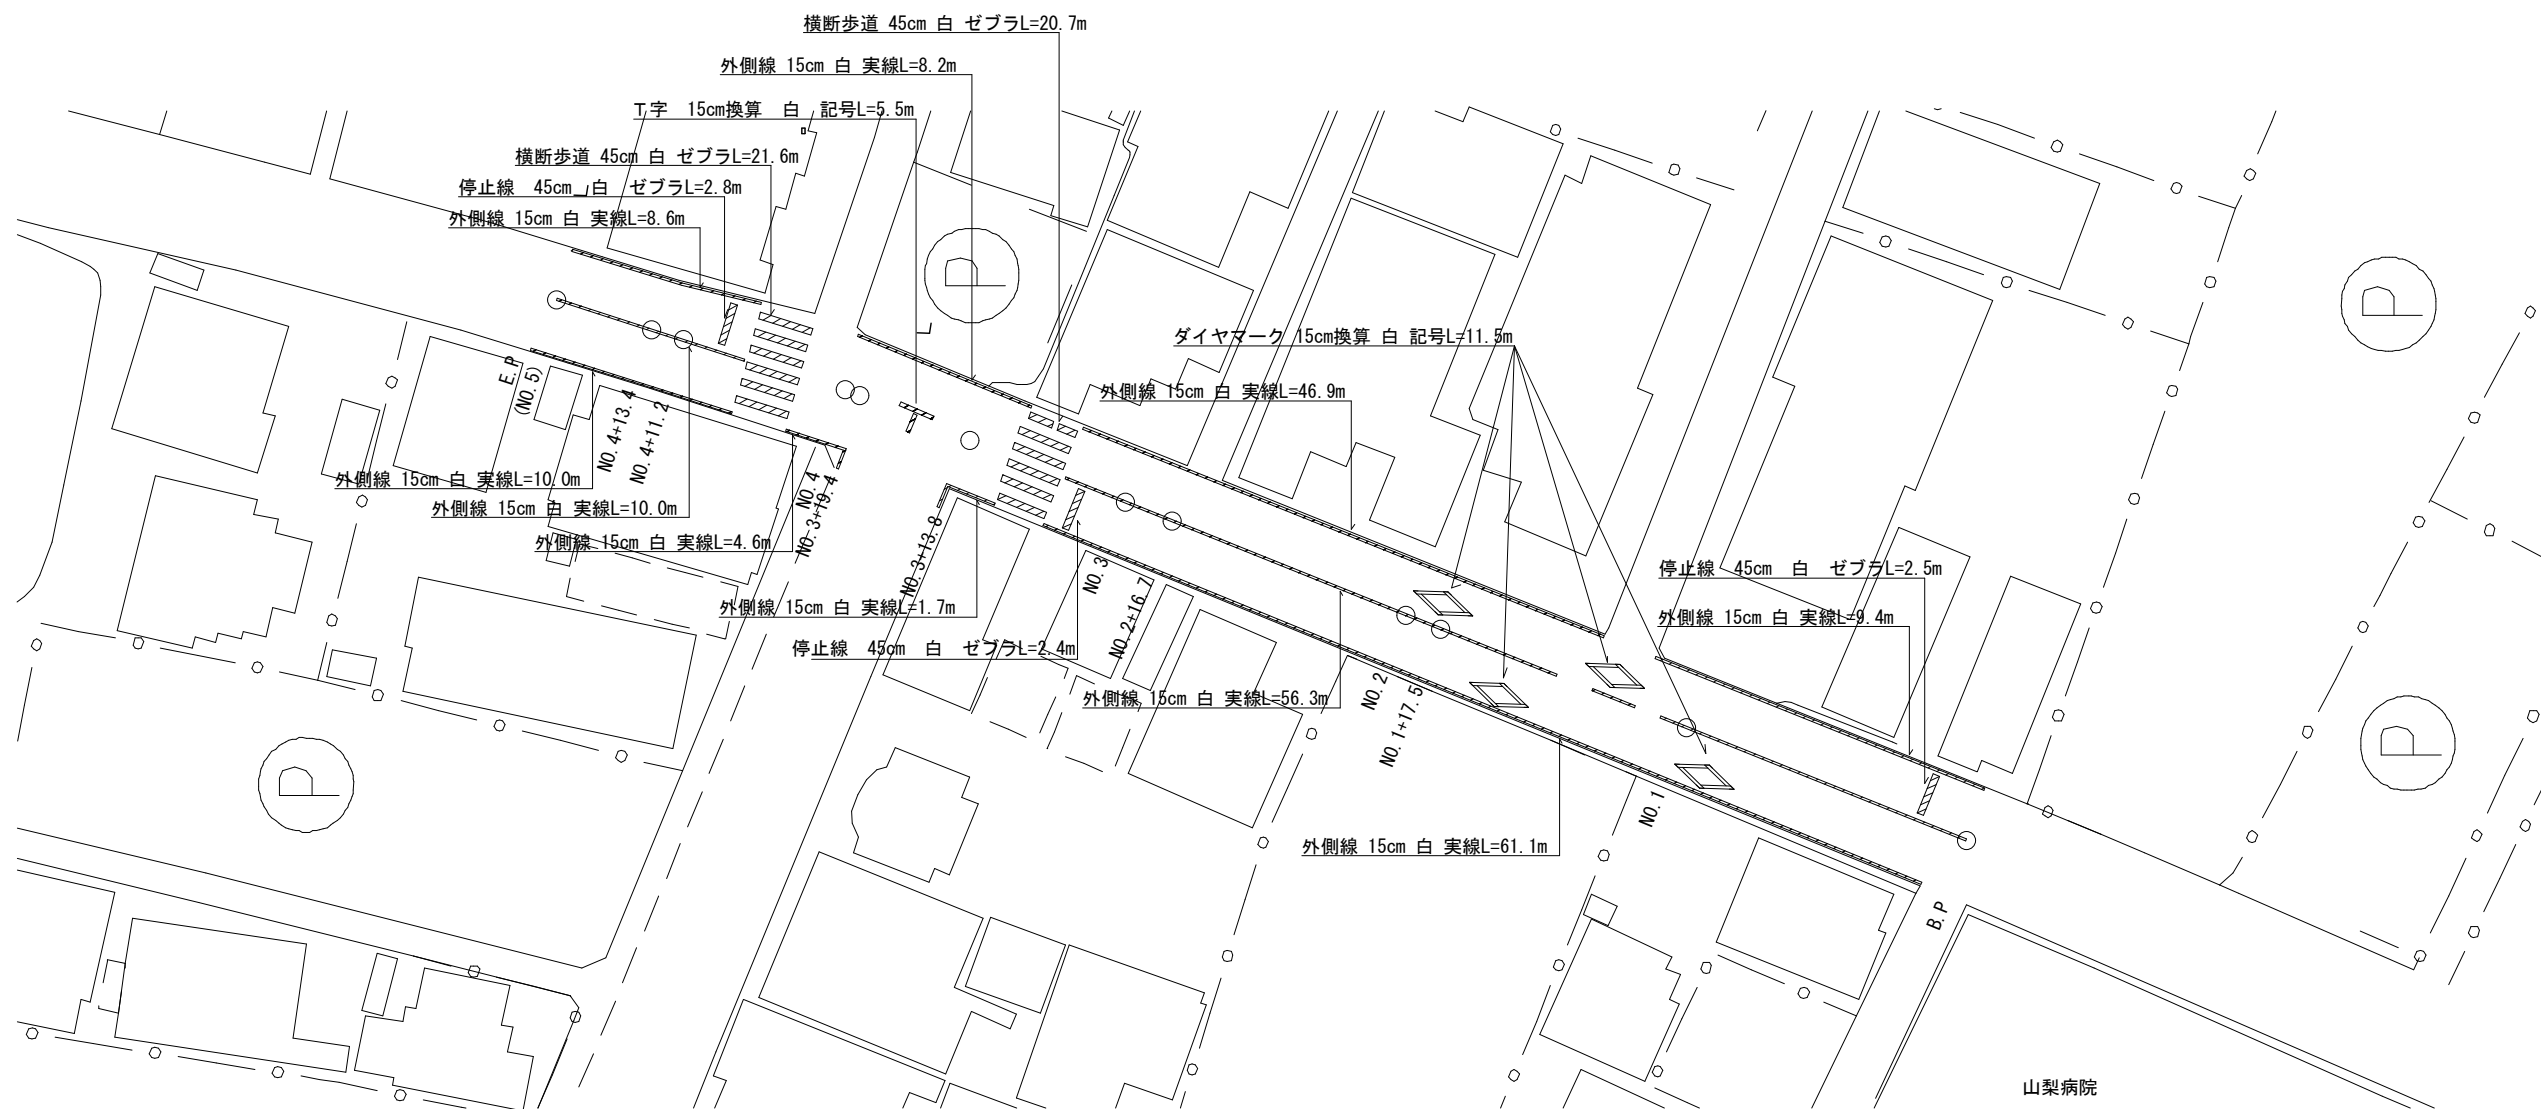 横断歩道 45cm 白 ゼブラL=20.7m
外側線 15cm 白 実線L=8.2m
T字 15cm換算 白 記号L=5.5m
横断歩道 45cm 白 ゼブラL=21.6m
停止線 45cm 白 ゼブラL=2.8m
外側線 15cm 白 実線L=8.6m
P
P
ダイヤマーク 15cm換算 白 記号L=11.5m
外側線 15cm 白 実線L=46.9m
E.P
(NO.5)
NO.4+13.4
NO.4+11.2
外側線 15cm 白 実線L=10.0m
外側線 15cm 白 実線L=10.0m
NO.4
NO.3+19.4
外側線 15cm 白 実線L=4.6m
NO.3+13.8
外側線 15cm 白 実線L=1.7m
NO.3
NO.2+16.7
停止線 45cm 白 ゼブラL=2.4m
停止線 45cm 白 ゼブラL=2.5m
外側線 15cm 白 実線L=9.4m
外側線 15cm 白 実線L=56.3m
NO.2
NO.1+17.5
P
P
NO.1
外側線 15cm 白 実線L=61.1m
B.P
山梨病院